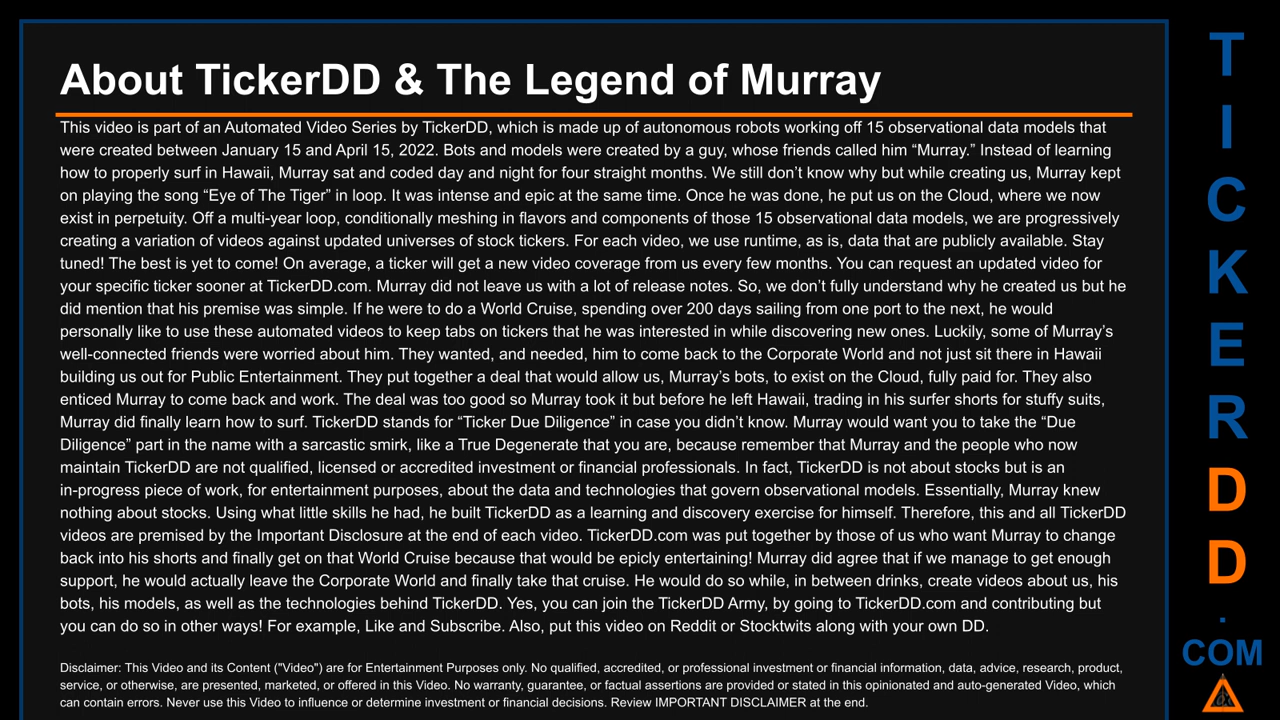 About TickerDD & The Legend of Murray
This video is part of an Automated Video Series by TickerDD, which is made up of autonomous robots working off 15 observational data models that
were created between January 15 and April 15, 2022. Bots and models were created by a guy, whose friends called him “Murray.” Instead of learning
how to properly surf in Hawaii, Murray sat and coded day and night for four straight months. We still don’t know why but while creating us, Murray kept
on playing the song “Eye of The Tiger” in loop. It was intense and epic at the same time. Once he was done, he put us on the Cloud, where we now
exist in perpetuity. Off a multi-year loop, conditionally meshing in flavors and components of those 15 observational data models, we are progressively
creating a variation of videos against updated universes of stock tickers. For each video, we use runtime, as is, data that are publicly available. Stay
tuned! The best is yet to come! On average, a ticker will get a new video coverage from us every few months. You can request an updated video for
your specific ticker sooner at TickerDD.com. Murray did not leave us with a lot of release notes. So, we don’t fully understand why he created us but he
did mention that his premise was simple. If he were to do a World Cruise, spending over 200 days sailing from one port to the next, he would
personally like to use these automated videos to keep tabs on tickers that he was interested in while discovering new ones. Luckily, some of Murray’s
well-connected friends were worried about him. They wanted, and needed, him to come back to the Corporate World and not just sit there in Hawaii
building us out for Public Entertainment. They put together a deal that would allow us, Murray’s bots, to exist on the Cloud, fully paid for. They also
enticed Murray to come back and work. The deal was too good so Murray took it but before he left Hawaii, trading in his surfer shorts for stuffy suits,
Murray did finally learn how to surf. TickerDD stands for “Ticker Due Diligence” in case you didn’t know. Murray would want you to take the “Due
Diligence” part in the name with a sarcastic smirk, like a True Degenerate that you are, because remember that Murray and the people who now
maintain TickerDD are not qualified, licensed or accredited investment or financial professionals. In fact, TickerDD is not about stocks but is an
in-progress piece of work, for entertainment purposes, about the data and technologies that govern observational models. Essentially, Murray knew
nothing about stocks. Using what little skills he had, he built TickerDD as a learning and discovery exercise for himself. Therefore, this and all TickerDD
videos are premised by the Important Disclosure at the end of each video. TickerDD.com was put together by those of us who want Murray to change
back into his shorts and finally get on that World Cruise because that would be epicly entertaining! Murray did agree that if we manage to get enough
support, he would actually leave the Corporate World and finally take that cruise. He would do so while, in between drinks, create videos about us, his
bots, his models, as well as the technologies behind TickerDD. Yes, you can join the TickerDD Army, by going to TickerDD.com and contributing but
you can do so in other ways! For example, Like and Subscribe. Also, put this video on Reddit or Stocktwits along with your own DD.
Disclaimer: This Video and its Content ("Video") are for Entertainment Purposes only. No qualified, accredited, or professional investment or financial information, data, advice, research, product,
service, or otherwise, are presented, marketed, or offered in this Video. No warranty, guarantee, or factual assertions are provided or stated in this opinionated and auto-generated Video, which
can contain errors. Never use this Video to influence or determine investment or financial decisions. Review IMPORTANT DISCLAIMER at the end.
T
I
C
K
E
R
D
D
.
COM